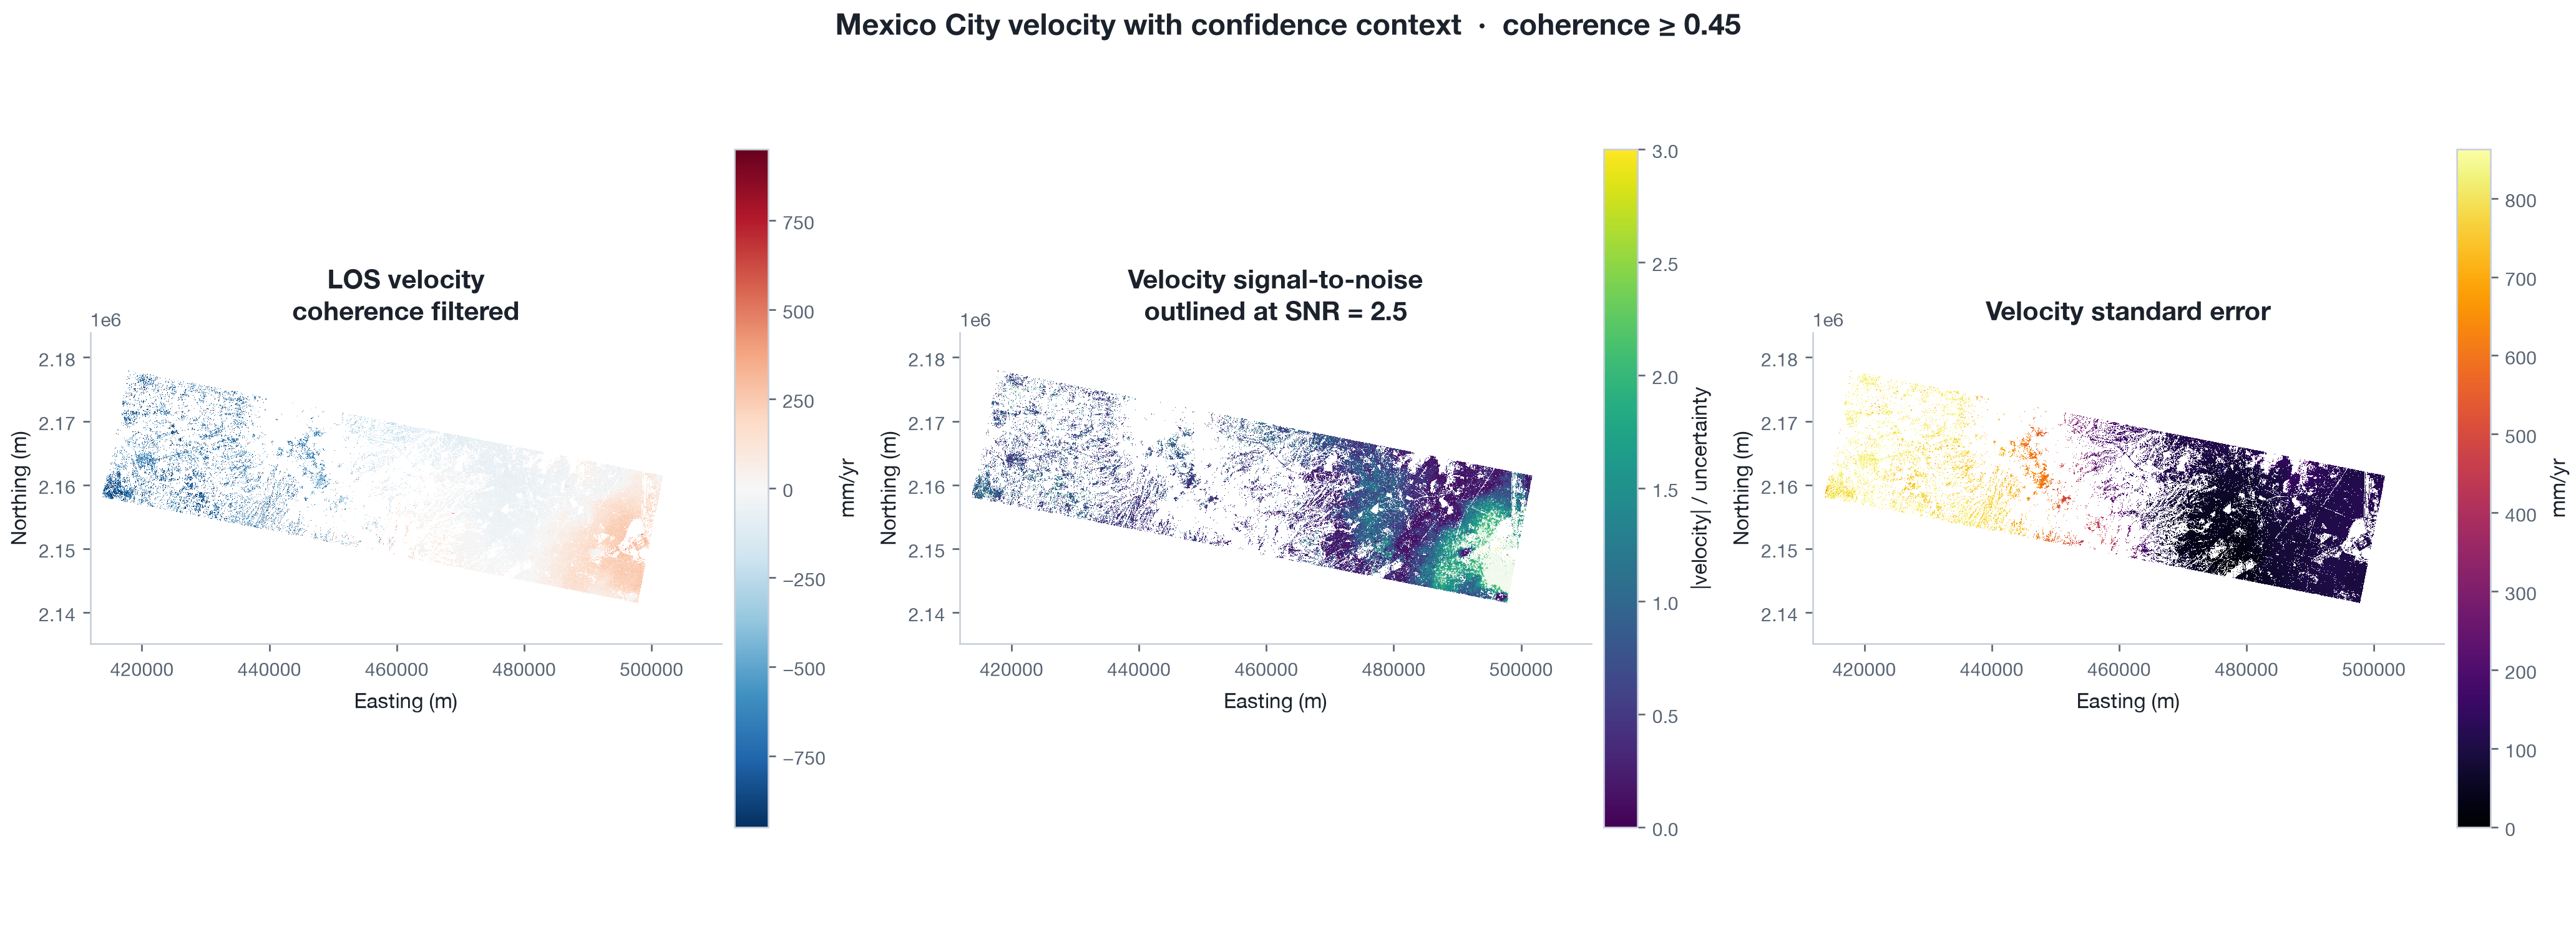 Mexico City velocity with confidence context · coherence ≥ 0.45
LOS velocity
coherence filtered
1e6
2.18
2.17
2.16
2.15
2.14
Northing (m)
420000 440000 460000 480000 500000
Easting (m)
750
500
250
0
−250
−500
−750
mm/yr
Velocity signal-to-noise
outlined at SNR = 2.5
1e6
2.18
2.17
2.16
2.15
2.14
Northing (m)
420000 440000 460000 480000 500000
Easting (m)
3.0
2.5
2.0
1.5
1.0
0.5
0.0
|velocity| / uncertainty
Velocity standard error
1e6
2.18
2.17
2.16
2.15
2.14
Northing (m)
420000 440000 460000 480000 500000
Easting (m)
800
700
600
500
400
300
200
100
0
mm/yr